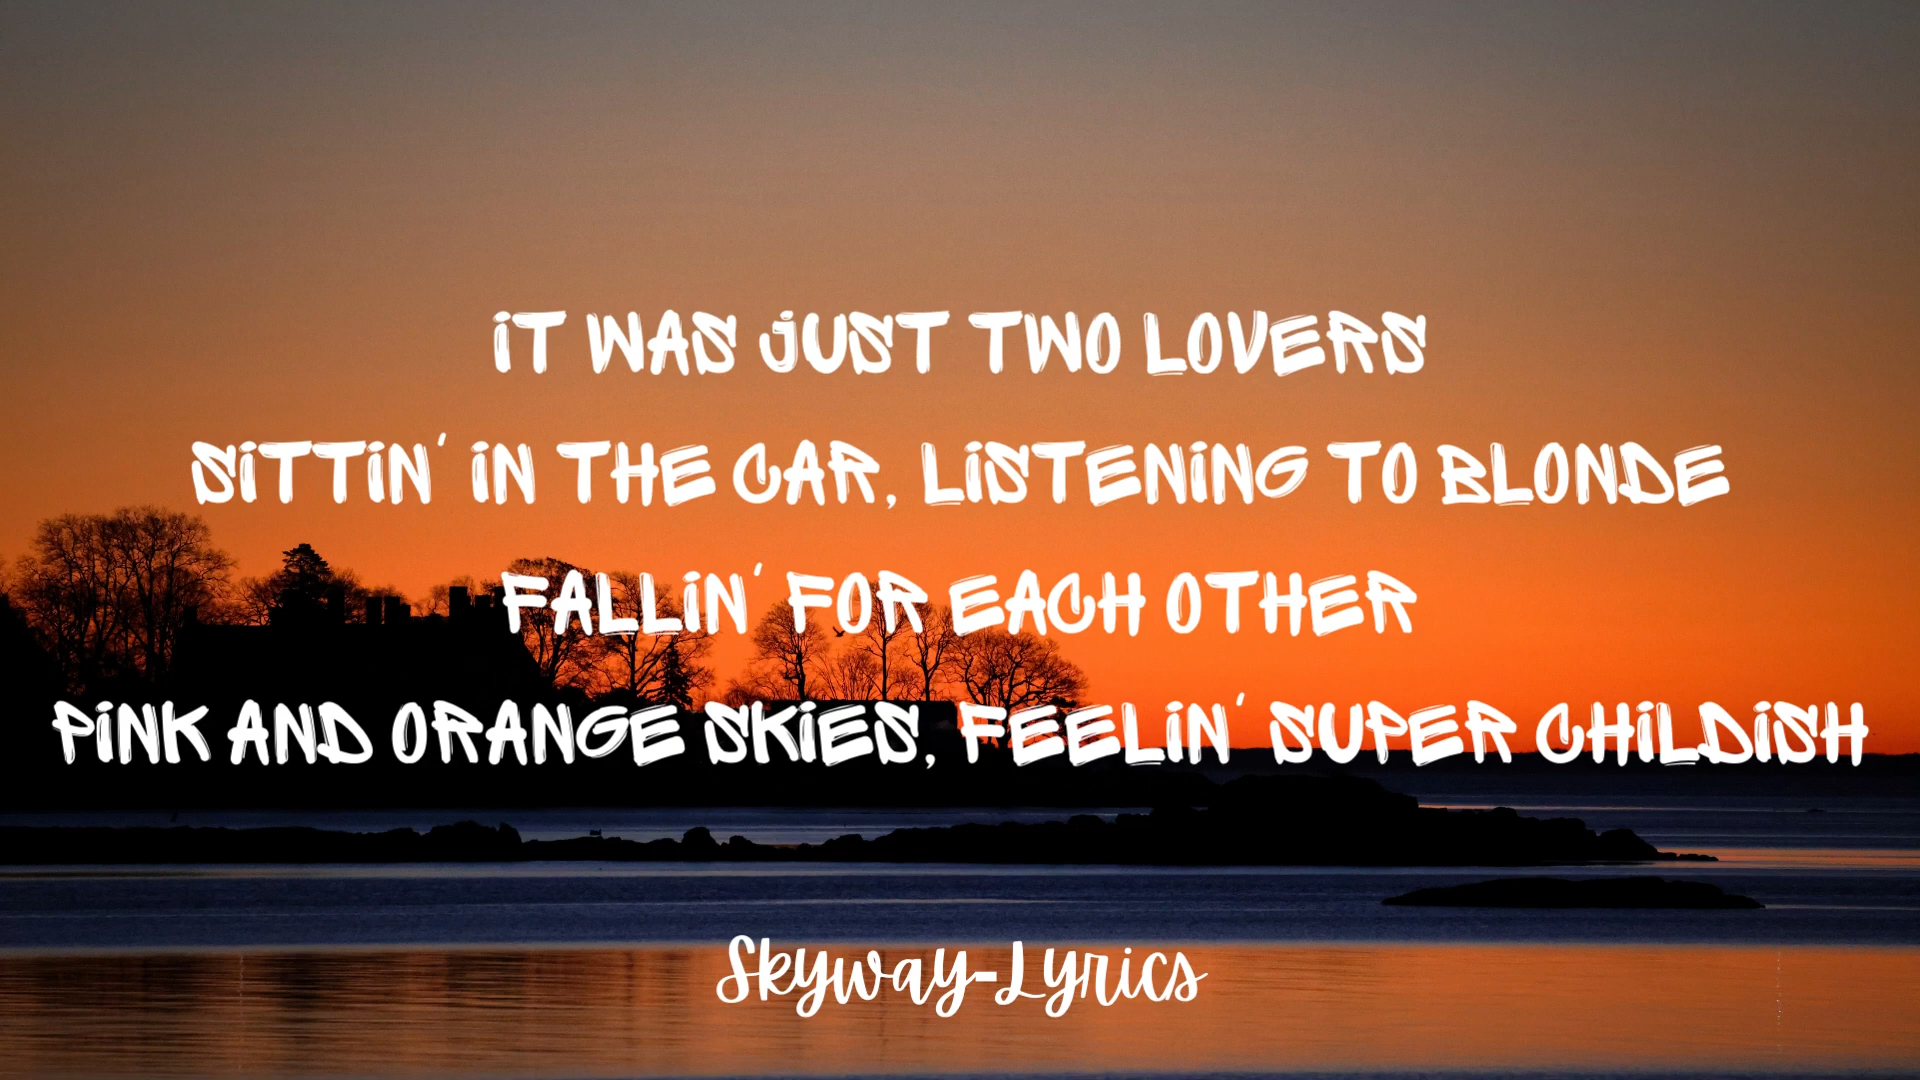 iT WAS jUST TWO LOVERS
SiTTiN' iN THE CAR, LiSTENiNG TO BLONDE
FALLiN' FOR EACH OTHER
PiNK AND ORANGE SKiES, FEELiN' SUPER CHiLDiSH
Skyway-Lyrics